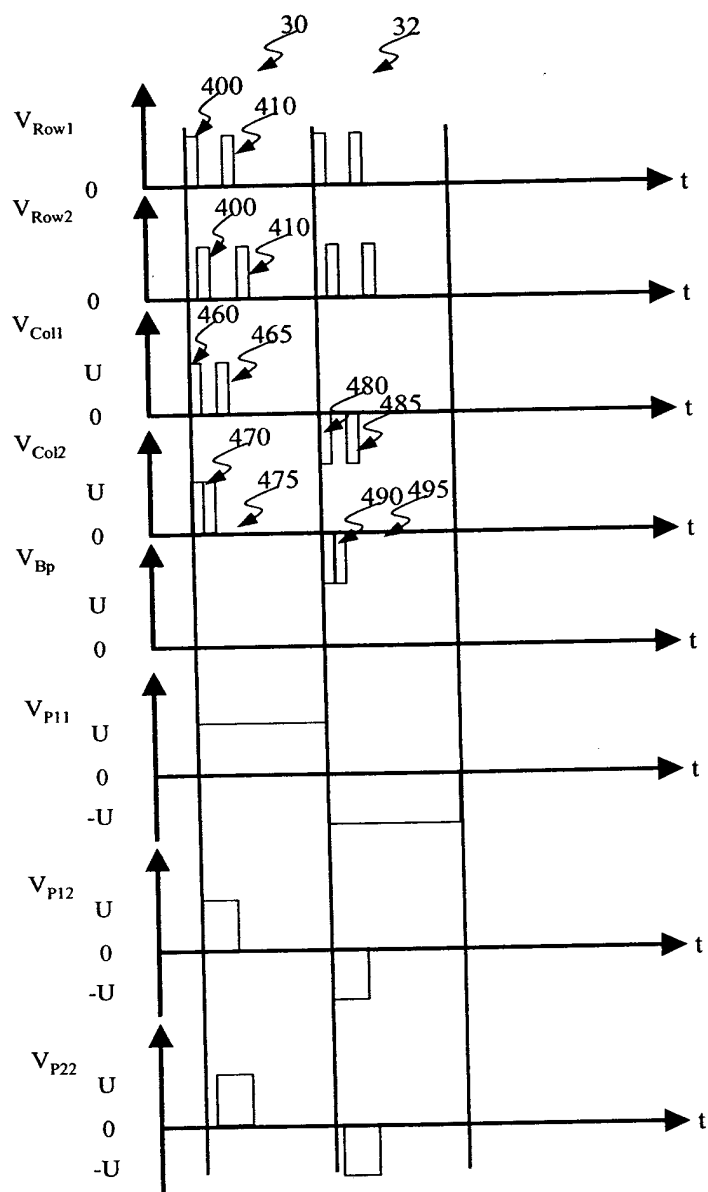 30 32
400 410
V_Row1
0 t
V_Row2
400 410
0 t
V_Col1
460 465
U
0 t
480
485
V_Col2
470
U
475
490 495
0 t
V_Bp
U
0 t
V_P11
U
0 t
-U
V_P12
U
0 t
-U
V_P22
U
0 t
-U